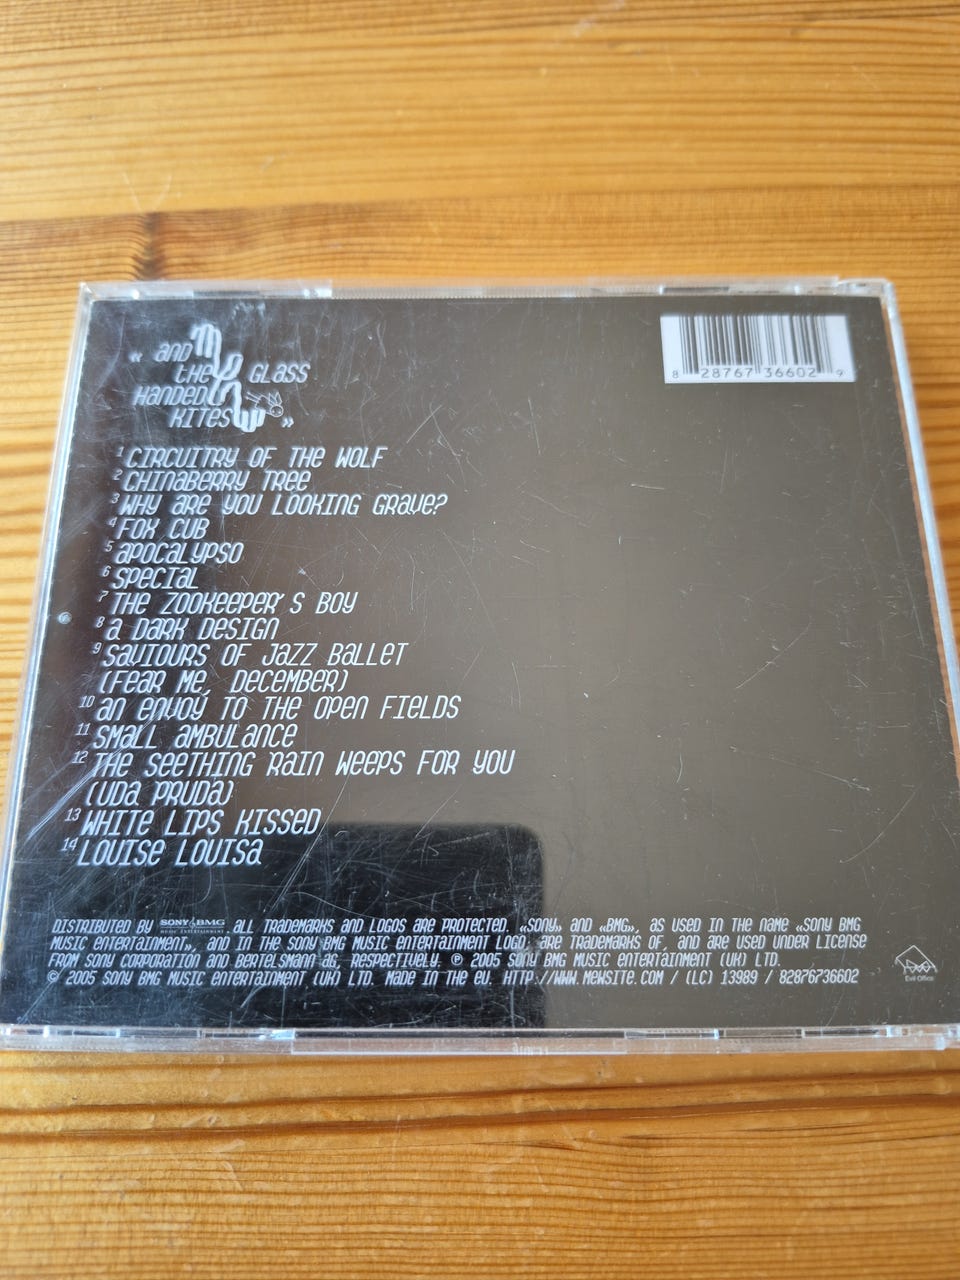 « and
the Glass
Handed
Kites »
8 28767 36602 9
1 Circuitry of the Wolf
2 Chinaberry Tree
3 Why are you looking grave?
4 Fox Cub
5 Apocalypso
6 Special
7 The Zookeeper's Boy
8 A Dark Design
9 Saviours of Jazz Ballet
(Fear Me, December)
10 An Envoy to the Open Fields
11 Small Ambulance
12 The Seething Rain Weeps for You
(Uda Pruda)
13 White Lips Kissed
14 Louise Louisa
Distributed by SONY BMG MUSIC ENTERTAINMENT. All trademarks and logos are protected. «Sony» and «BMG», as used in the name «Sony BMG
Music Entertainment», and in the Sony BMG Music Entertainment logo, are trademarks of, and are used under license
from Sony Corporation and Bertelsmann AG, respectively. ℗ 2005 Sony BMG Music Entertainment (UK) Ltd.
© 2005 Sony BMG Music Entertainment (UK) Ltd. Made in the EU. http://www.mewsite.com / (LC) 13989 / 82876736602
Evil Office